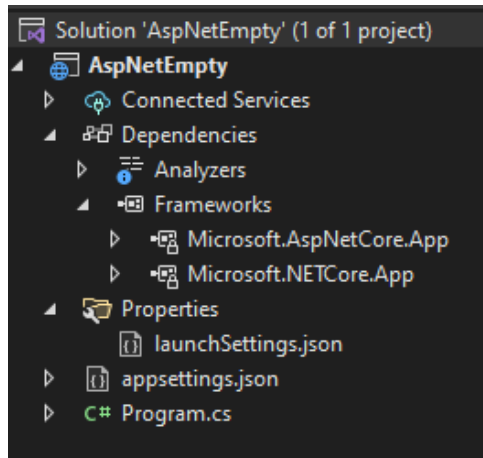 Solution 'AspNetEmpty' (1 of 1 project)
AspNetEmpty
Connected Services
Dependencies
Analyzers
Frameworks
Microsoft.AspNetCore.App
Microsoft.NETCore.App
Properties
launchSettings.json
appsettings.json
C# Program.cs